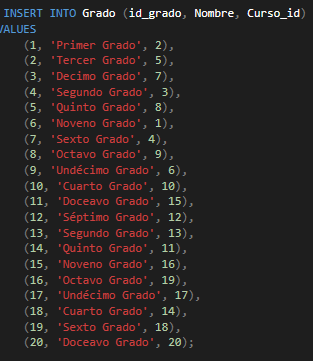 INSERT INTO Grado (id_grado, Nombre, Curso_id)
VALUES
(1, 'Primer Grado', 2),
(2, 'Tercer Grado', 5),
(3, 'Decimo Grado', 7),
(4, 'Segundo Grado', 3),
(5, 'Quinto Grado', 8),
(6, 'Noveno Grado', 1),
(7, 'Sexto Grado', 4),
(8, 'Octavo Grado', 9),
(9, 'Undécimo Grado', 6),
(10, 'Cuarto Grado', 10),
(11, 'Doceavo Grado', 15),
(12, 'Séptimo Grado', 12),
(13, 'Segundo Grado', 13),
(14, 'Quinto Grado', 11),
(15, 'Noveno Grado', 16),
(16, 'Octavo Grado', 19),
(17, 'Undécimo Grado', 17),
(18, 'Cuarto Grado', 14),
(19, 'Sexto Grado', 18),
(20, 'Doceavo Grado', 20);